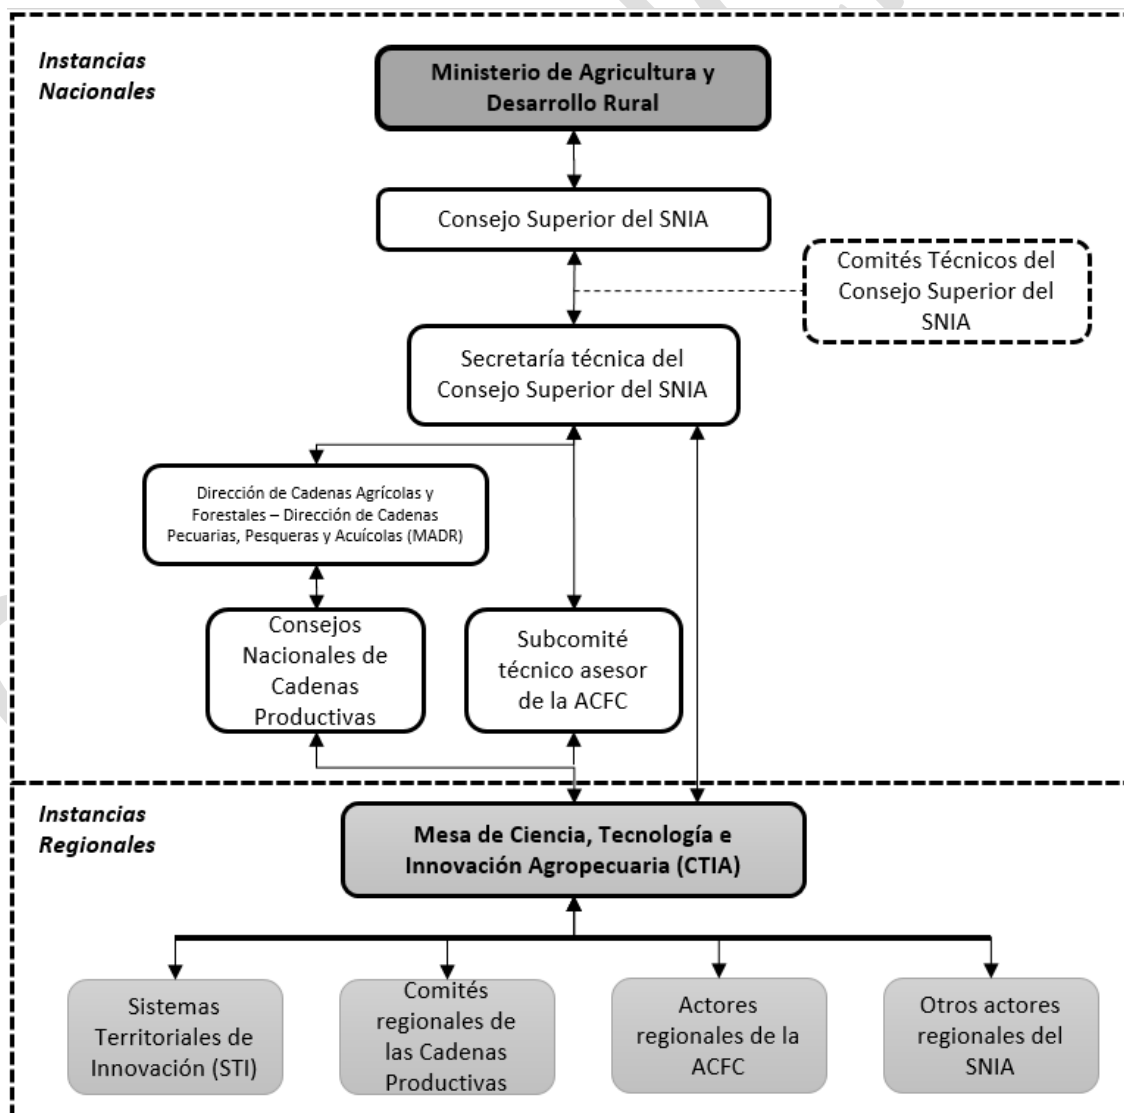 Instancias
Nacionales
Ministerio de Agricultura y
Desarrollo Rural
Consejo Superior del SNIA
Comités Técnicos del
Consejo Superior del
SNIA
Secretaría técnica del
Consejo Superior del SNIA
Dirección de Cadenas Agrícolas y
Forestales – Dirección de Cadenas
Pecuarias, Pesqueras y Acuícolas (MADR)
Consejos
Nacionales de
Cadenas
Productivas
Subcomité
técnico asesor
de la ACFC
Instancias
Regionales
Mesa de Ciencia, Tecnología e
Innovación Agropecuaria (CTIA)
Sistemas
Territoriales de
Innovación (STI)
Comités
regionales de
las Cadenas
Productivas
Actores
regionales de la
ACFC
Otros actores
regionales del
SNIA